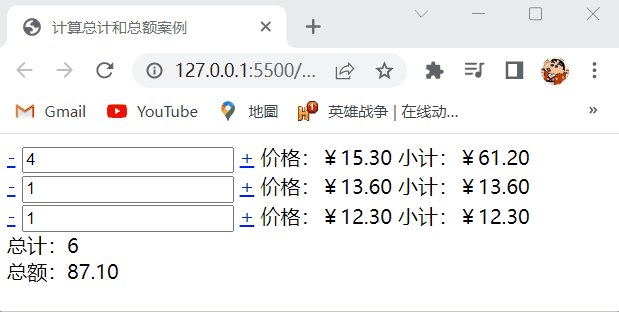 计算总计和总额案例
127.0.0.1:5500/...
Gmail YouTube 地圖 英雄战争 | 在线动... »
- 4 + 价格：￥15.30 小计：￥61.20
- 1 + 价格：￥13.60 小计：￥13.60
- 1 + 价格：￥12.30 小计：￥12.30
总计：6
总额：87.10